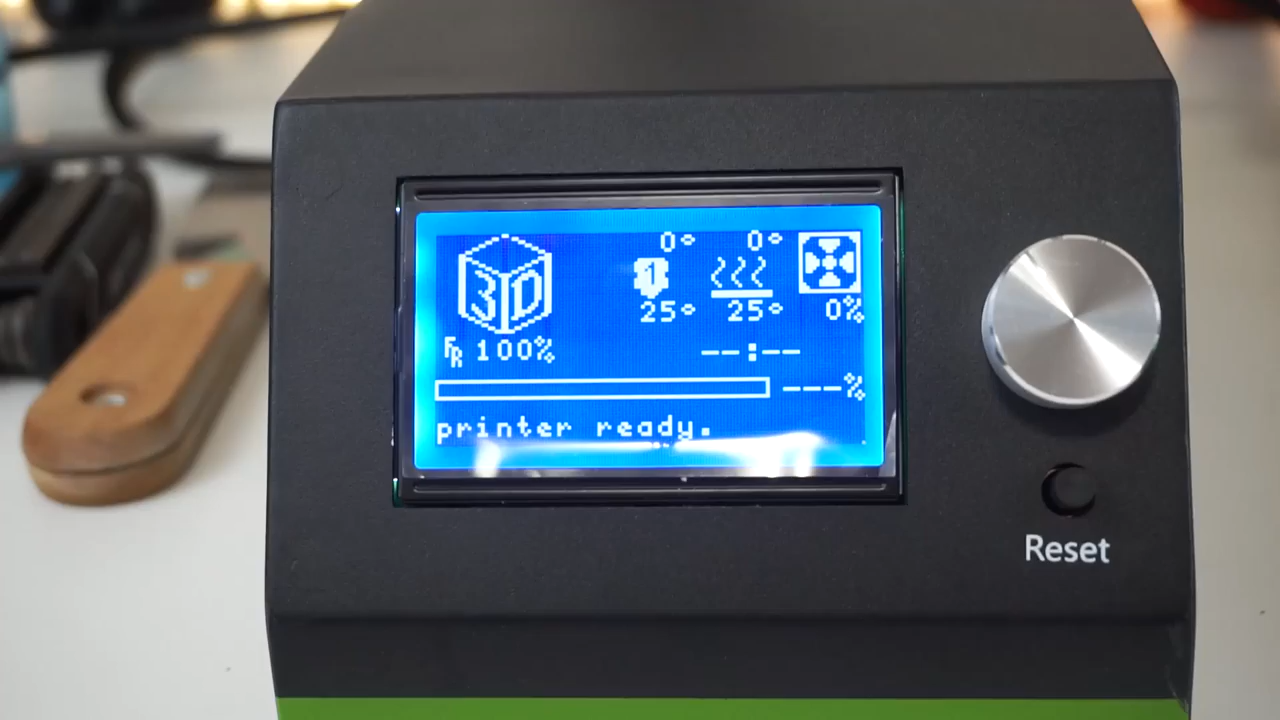 0° 0°
3D 1
25° 25° 0%
FR 100% --:--
---%
printer ready.
Reset